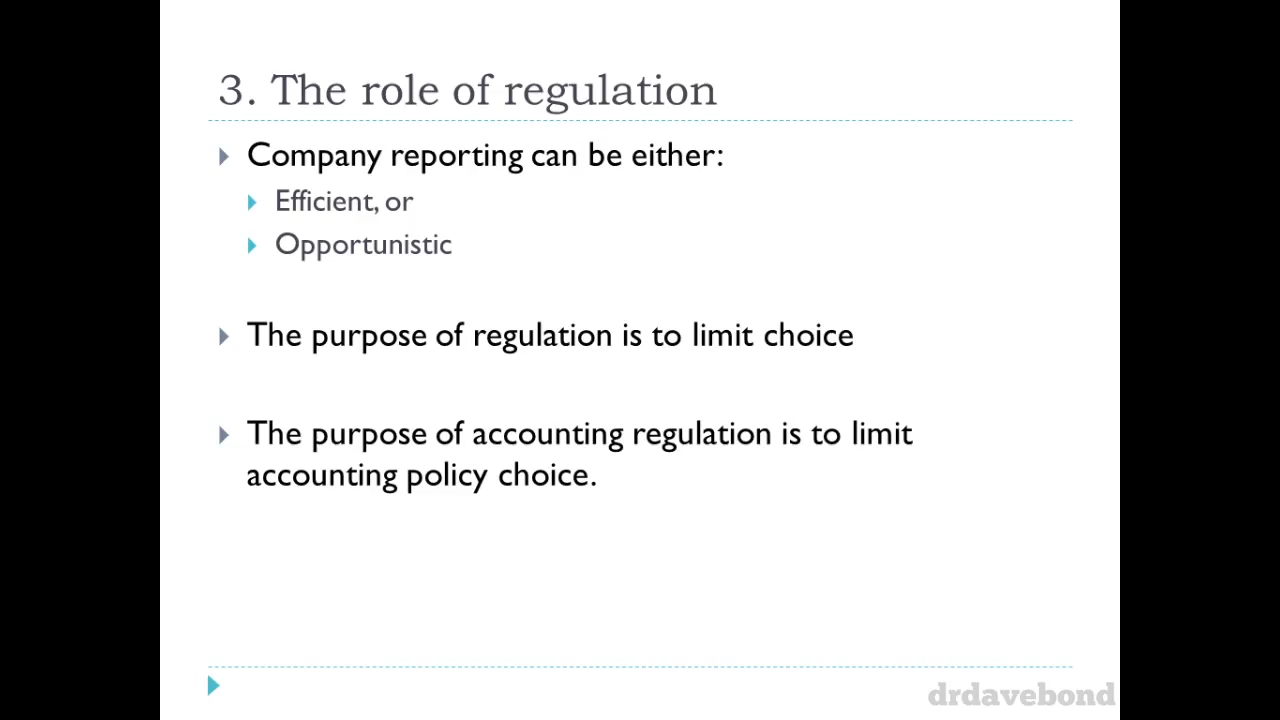 3. The role of regulation
Company reporting can be either:
Efficient, or
Opportunistic
The purpose of regulation is to limit choice
The purpose of accounting regulation is to limit
accounting policy choice.
drdavebond